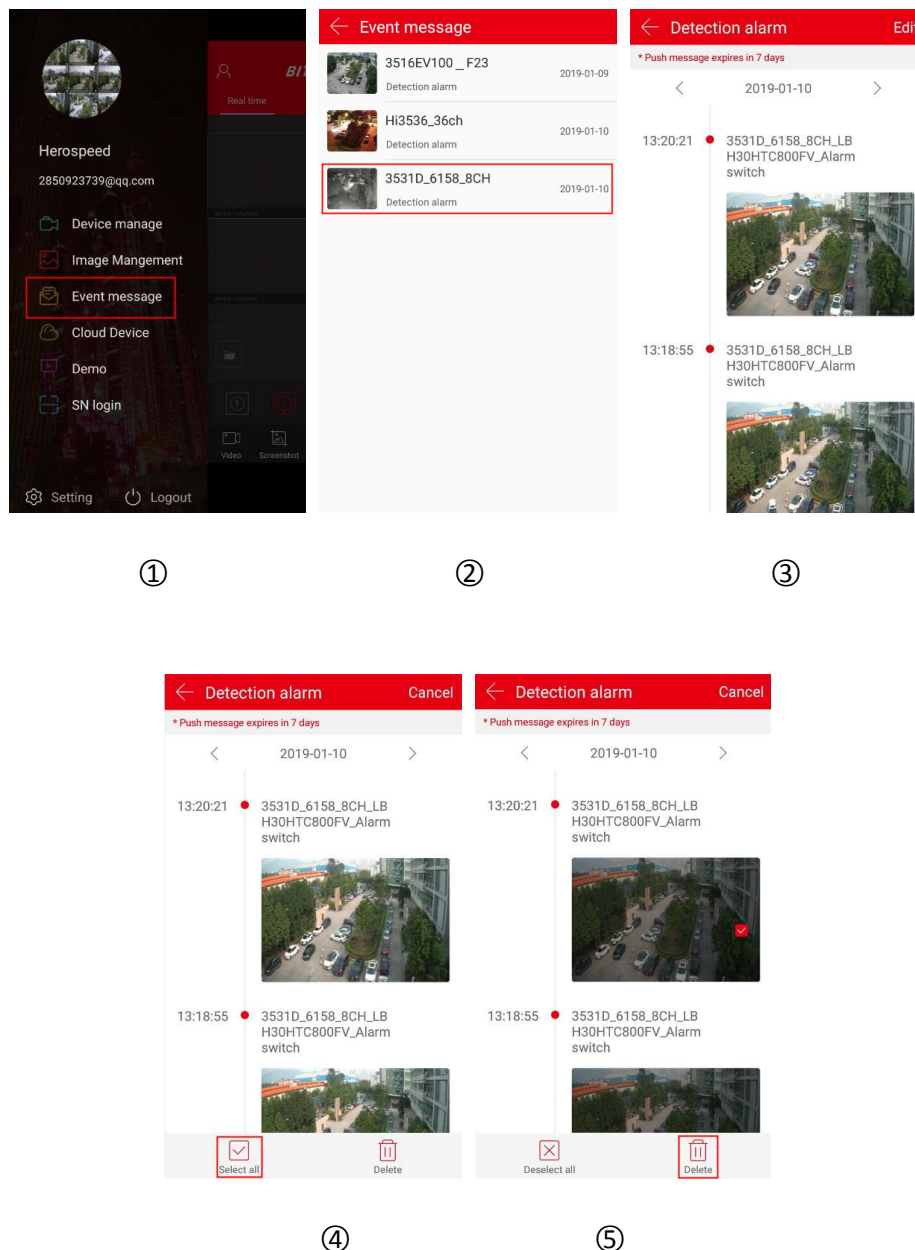 Herospeed
2850923739@qq.com
Device manage
Image Mangement
Event message
Cloud Device
Demo
SN login
Setting
Logout
BIT
Real time
device / channel
device / channel
Video
Screenshot
①
Event message
3516EV100 _ F23
Detection alarm
2019-01-09
Hi3536_36ch
Detection alarm
2019-01-10
3531D_6158_8CH
Detection alarm
2019-01-10
②
Detection alarm
Edit
* Push message expires in 7 days
2019-01-10
13:20:21
3531D_6158_8CH_LB
H30HTC800FV_Alarm
switch
13:18:55
3531D_6158_8CH_LB
H30HTC800FV_Alarm
switch
③
Detection alarm
Cancel
* Push message expires in 7 days
2019-01-10
13:20:21
3531D_6158_8CH_LB
H30HTC800FV_Alarm
switch
13:18:55
3531D_6158_8CH_LB
H30HTC800FV_Alarm
switch
Select all
Delete
④
Detection alarm
Cancel
* Push message expires in 7 days
2019-01-10
13:20:21
3531D_6158_8CH_LB
H30HTC800FV_Alarm
switch
13:18:55
3531D_6158_8CH_LB
H30HTC800FV_Alarm
switch
Deselect all
Delete
⑤